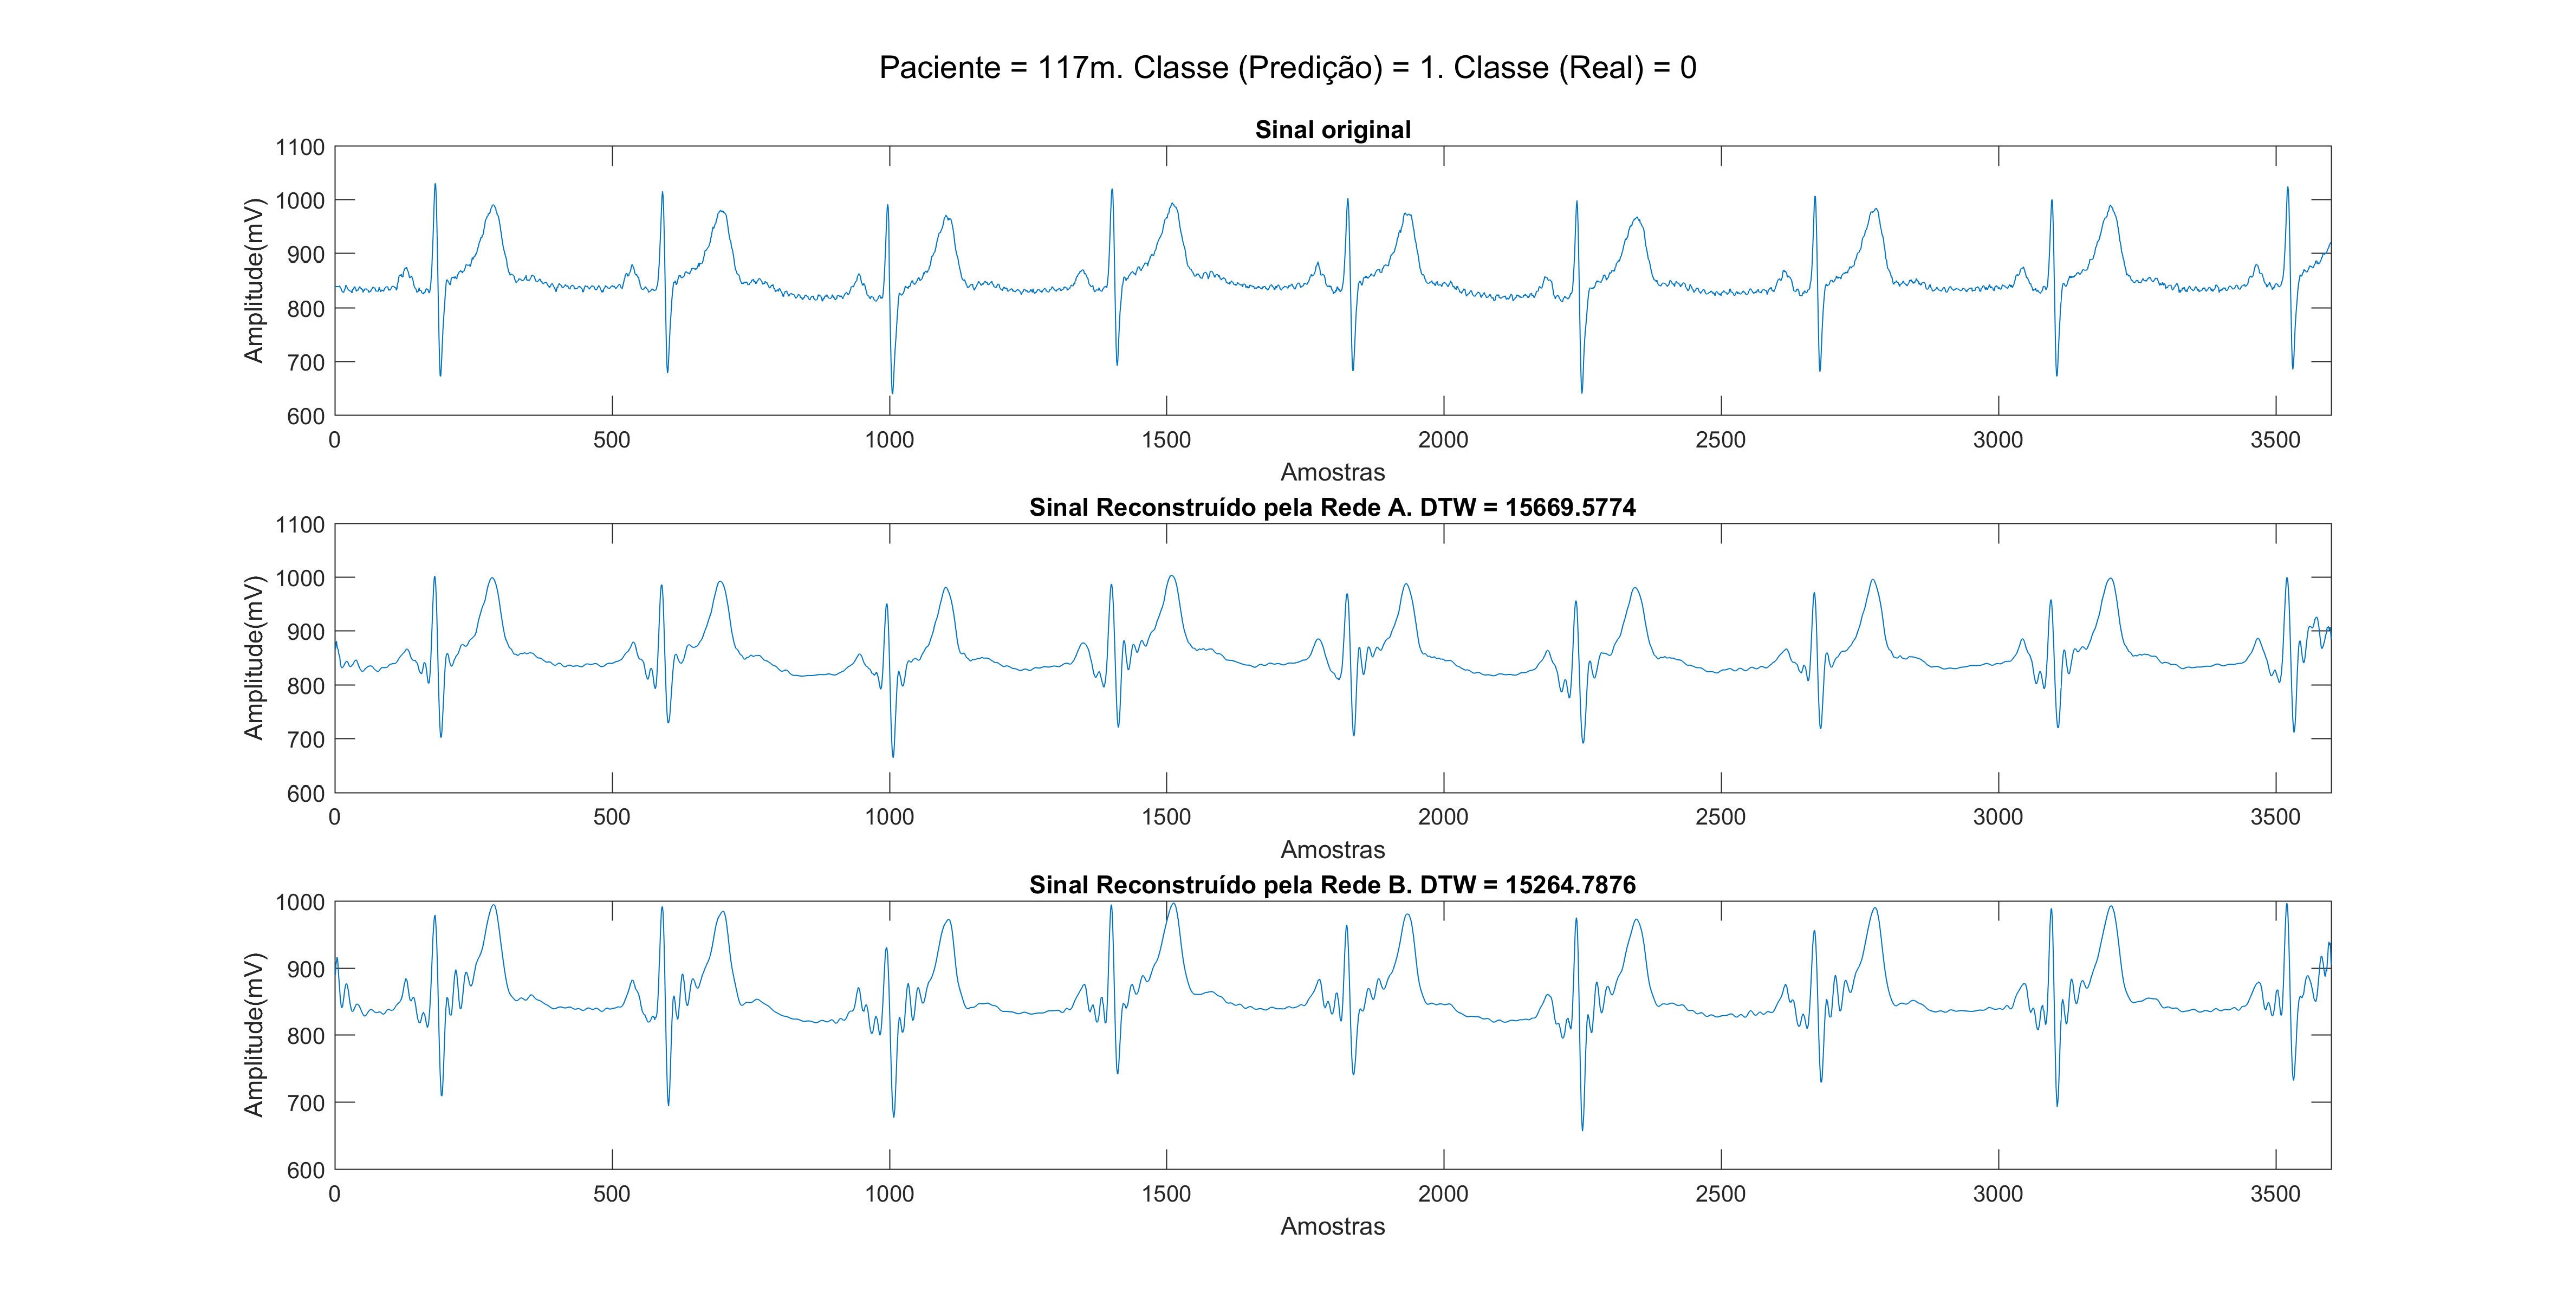 Paciente = 117m. Classe (Predição) = 1. Classe (Real) = 0
Sinal original
1100
1000
900
800
700
600
Amplitude(mV)
0 500 1000 1500 2000 2500 3000 3500
Amostras
Sinal Reconstruído pela Rede A. DTW = 15669.5774
1100
1000
900
800
700
600
Amplitude(mV)
0 500 1000 1500 2000 2500 3000 3500
Amostras
Sinal Reconstruído pela Rede B. DTW = 15264.7876
1000
900
800
700
600
Amplitude(mV)
0 500 1000 1500 2000 2500 3000 3500
Amostras